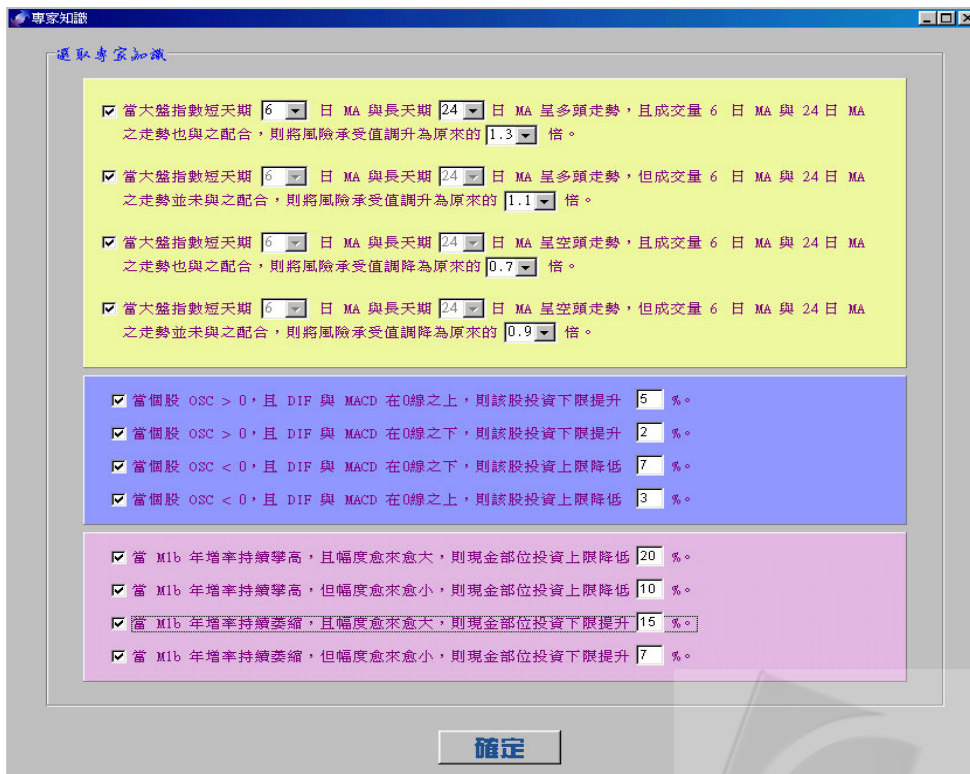 專家知識
選取專家知識
當大盤指數短天期 6 日 MA 與長天期 24 日 MA 呈多頭走勢，且成交量 6 日 MA 與 24 日 MA
之走勢也與之配合，則將風險承受值調升為原來的 1.3 倍。
當大盤指數短天期 6 日 MA 與長天期 24 日 MA 呈多頭走勢，但成交量 6 日 MA 與 24 日 MA
之走勢並未與之配合，則將風險承受值調升為原來的 1.1 倍。
當大盤指數短天期 6 日 MA 與長天期 24 日 MA 呈空頭走勢，且成交量 6 日 MA 與 24 日 MA
之走勢也與之配合，則將風險承受值調降為原來的 0.7 倍。
當大盤指數短天期 6 日 MA 與長天期 24 日 MA 呈空頭走勢，但成交量 6 日 MA 與 24 日 MA
之走勢並未與之配合，則將風險承受值調降為原來的 0.9 倍。
當個股 OSC > 0，且 DIF 與 MACD 在0線之上，則該股投資下限提升 5 %。
當個股 OSC > 0，且 DIF 與 MACD 在0線之下，則該股投資下限提升 2 %。
當個股 OSC < 0，且 DIF 與 MACD 在0線之下，則該股投資上限降低 7 %。
當個股 OSC < 0，且 DIF 與 MACD 在0線之上，則該股投資上限降低 3 %。
當 M1b 年增率持續攀高，且幅度愈來愈大，則現金部位投資上限降低 20 %。
當 M1b 年增率持續攀高，但幅度愈來愈小，則現金部位投資上限降低 10 %。
當 M1b 年增率持續萎縮，且幅度愈來愈大，則現金部位投資下限提升 15 %。
當 M1b 年增率持續萎縮，但幅度愈來愈小，則現金部位投資下限提升 7 %。
確定